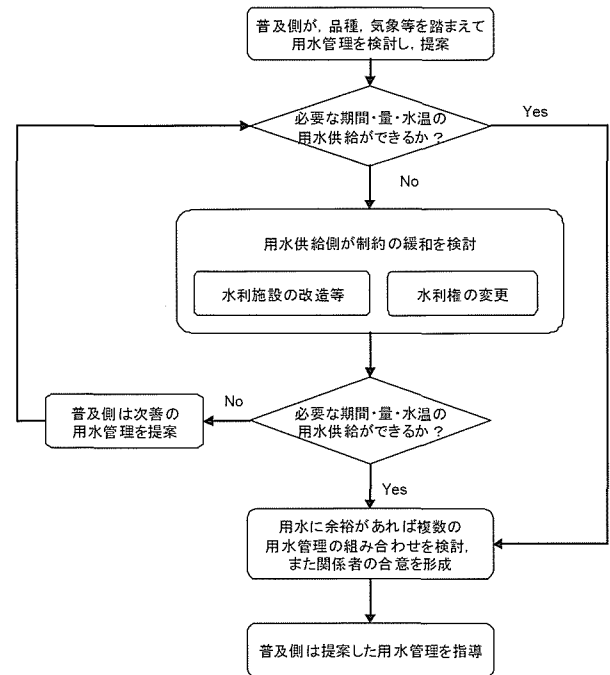 普及側が，品種，気象等を踏まえて
用水管理を検討し，提案
必要な期間・量・水温の
用水供給ができるか？
Yes
No
用水供給側が制約の緩和を検討
水利施設の改造等
水利権の変更
普及側は次善の
用水管理を提案
No
必要な期間・量・水温の
用水供給ができるか？
Yes
用水に余裕があれば複数の
用水管理の組み合わせを検討，
また関係者の合意を形成
普及側は提案した用水管理を指導